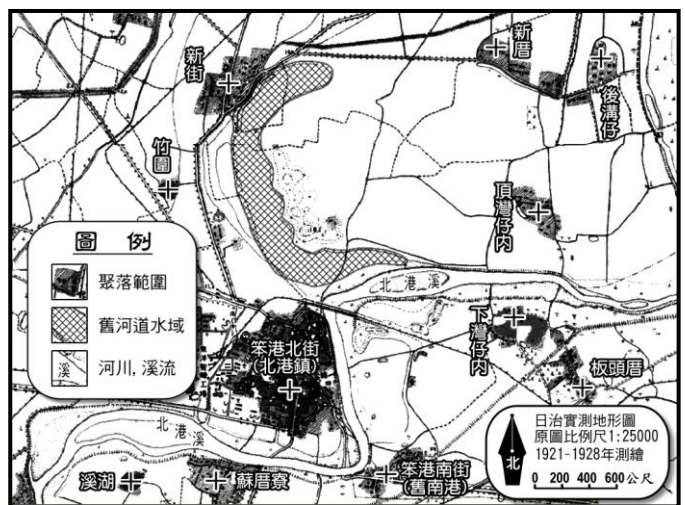 新街
新厝
後溝仔
竹圍
頂灣仔內
圖 例
聚落範圍
舊河道水域
溪
河川,溪流
北港溪
下灣仔內
板頭厝
笨港北街
(北港鎮)
北港溪
溪湖
蘇厝寮
笨港南街
(舊南港)
日治實測地形圖
原圖比例尺1:25000
1921-1928年測繪
北
0 200 400 600公尺